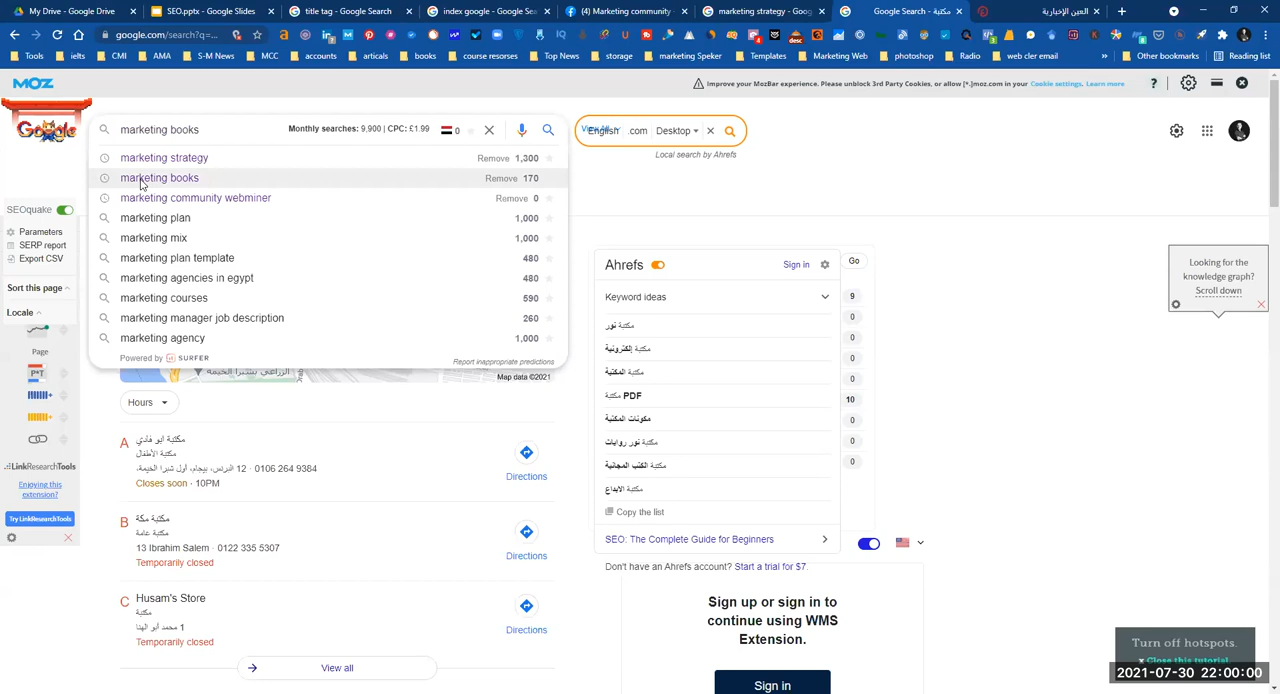 My Drive - Google Drive
SEO.pptx - Google Slides
title tag - Google Search
index google - Google Sea
(4) Marketing community
marketing strategy - Goog
مكتبة - Google Search
العين الإخبارية
google.com/search?q=...
Tools
ielts
CMI
AMA
S-M News
MCC
accounts
articals
books
course resorses
Top News
storage
marketing Speker
Templates
Marketing Web
photoshop
Radio
web cler email
Other bookmarks
Reading list
MOZ
Improve your MozBar experience. Please unblock 3rd Party Cookies, or allow [*.]moz.com in your Cookie settings. Learn more
Google
marketing books
Monthly searches: 9,900 | CPC: £1.99
0
English
.com
Desktop
Local search by Ahrefs
marketing strategy Remove 1,300
marketing books Remove 170
marketing community webminer Remove 0
marketing plan 1,000
marketing mix 1,000
marketing plan template 480
marketing agencies in egypt 480
marketing courses 590
marketing manager job description 260
marketing agency 1,000
Powered by SURFER
Report inappropriate predictions
SEOquake
Parameters
SERP report
Export CSV
Sort this page
Locale
Page
LinkResearchTools
Enjoying this
extension?
Try LinkResearchTools
Map data ©2021
Hours
A
مكتبة ابو فادي
مكتبة الأطفال
12 البرنس، بيجام، أول شبرا الخيمة، · 0106 264 9384
Closes soon · 10PM
Directions
B
مكتبة مكة
مكتبة عامة
13 Ibrahim Salem · 0122 335 5307
Temporarily closed
Directions
C
Husam's Store
مكتبة
1 محمد أبو الهنا
Temporarily closed
Directions
View all
Ahrefs
Sign in
Go
Keyword ideas
9
مكتبة نور
0
مكتبة إلكترونية
0
مكتبة المكتبة
0
مكتبة PDF
0
مكونات المكتبة
10
مكتبة نور روايات
0
مكتبة الكتب المجانية
0
مكتبة الابداع
0
Copy the list
SEO: The Complete Guide for Beginners
Don't have an Ahrefs account? Start a trial for $7.
Sign up or sign in to
continue using WMS
Extension.
Sign in
Looking for the
knowledge graph?
Scroll down
Turn off hotspots.
Close this tutorial
2021-07-30 22:00:00